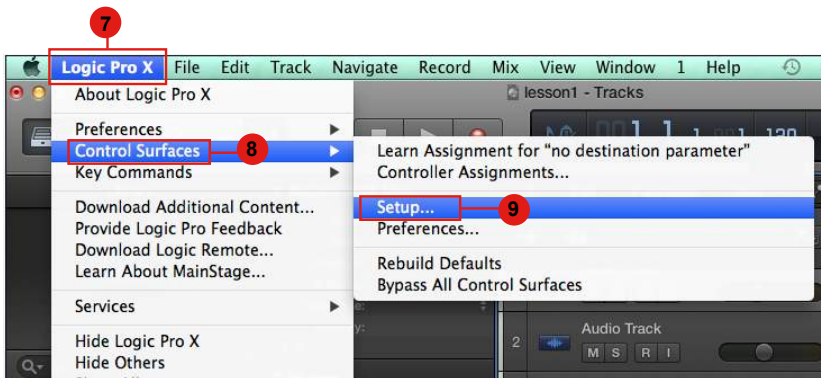 7
Logic Pro X File Edit Track Navigate Record Mix View Window 1 Help
About Logic Pro X
lesson1 - Tracks
Preferences
Control Surfaces
8
Key Commands
Learn Assignment for "no destination parameter"
Controller Assignments...
Download Additional Content...
Provide Logic Pro Feedback
Download Logic Remote...
Learn About MainStage...
Setup...
9
Preferences...
Rebuild Defaults
Bypass All Control Surfaces
Services
Hide Logic Pro X
Hide Others
2
Audio Track
M S R I